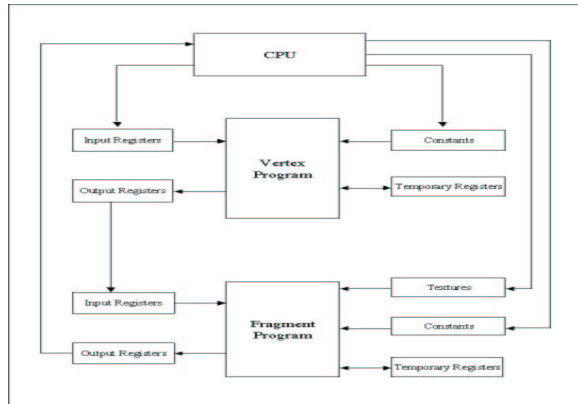 CPU
Input Registers
Vertex
Program
Constants
Output Registers
Temporary Registers
Input Registers
Fragment
Program
Textures
Constants
Output Registers
Temporary Registers